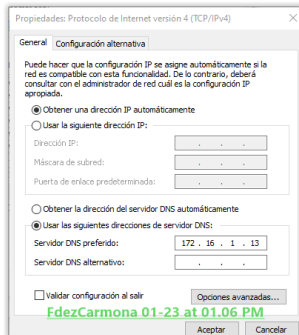 Propiedades: Protocolo de Internet versión 4 (TCP/IPv4)
General Configuración alternativa
Puede hacer que la configuración IP se asigne automáticamente si la
red es compatible con esta funcionalidad. De lo contrario, deberá
consultar con el administrador de red cuál es la configuración IP
apropiada.
Obtener una dirección IP automáticamente
Usar la siguiente dirección IP:
Dirección IP:
Máscara de subred:
Puerta de enlace predeterminada:
Obtener la dirección del servidor DNS automáticamente
Usar las siguientes direcciones de servidor DNS:
Servidor DNS preferido: 172 . 16 . 1 . 13
Servidor DNS alternativo:
Validar configuración al salir Opciones avanzadas...
FdezCarmona 01-23 at 01.06 PM
Aceptar Cancelar